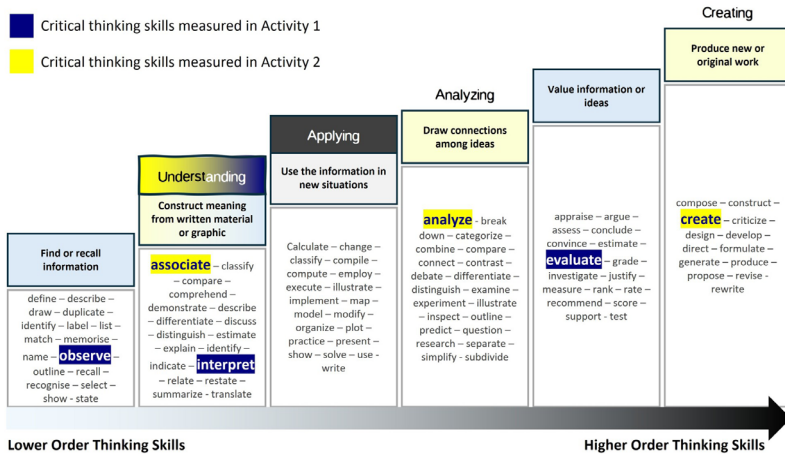 Critical thinking skills measured in Activity 1
Critical thinking skills measured in Activity 2
Find or recall
information
define – describe –
draw – duplicate –
identify – label – list –
match – memorise –
name – observe –
outline – recall –
recognise – select –
show - state
Understanding
Construct meaning
from written material
or graphic
associate – classify
– compare –
comprehend –
demonstrate – describe
– differentiate – discuss
– distinguish – estimate
– explain – identify –
indicate – interpret
– relate – restate –
summarize - translate
Applying
Use the information in
new situations
Calculate – change –
classify – compile –
compute – employ –
execute – illustrate –
implement – map –
model – modify –
organize – plot –
practice – present –
show – solve – use -
write
Analyzing
Draw connections
among ideas
analyze - break
down – categorize –
combine – compare –
connect – contrast –
debate – differentiate –
distinguish – examine –
experiment – illustrate
– inspect – outline –
predict – question –
research – separate –
simplify - subdivide
Value information or
ideas
appraise – argue –
assess – conclude –
convince – estimate –
evaluate – grade –
investigate – justify –
measure – rank – rate –
recommend – score –
support - test
Creating
Produce new or
original work
compose – construct –
create – criticize –
design – develop –
direct – formulate –
generate – produce –
propose – revise -
rewrite
Lower Order Thinking Skills
Higher Order Thinking Skills